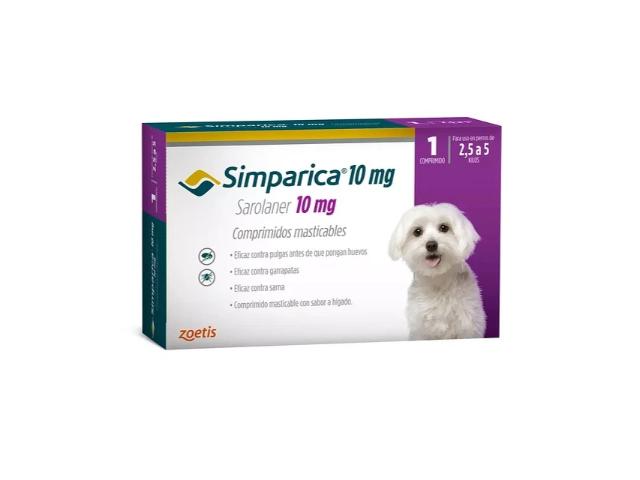 Simparica® 10 mg
Sarolaner 10 mg
Comprimidos masticables
• Eficaz contra pulgas antes de que pongan huevos
• Eficaz contra garrapatas
• Eficaz contra sarna
• Comprimido masticable con sabor a hígado.
zoetis
1
COMPRIMIDO
Para uso en perros de
2,5 a 5
KILOS